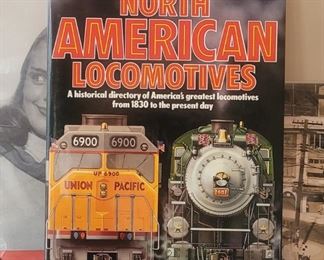 NORTH
AMERICAN
LOCOMOTIVES
A historical directory of America's greatest locomotives
from 1830 to the present day
6900 6900
UP 6900
UNION PACIFIC